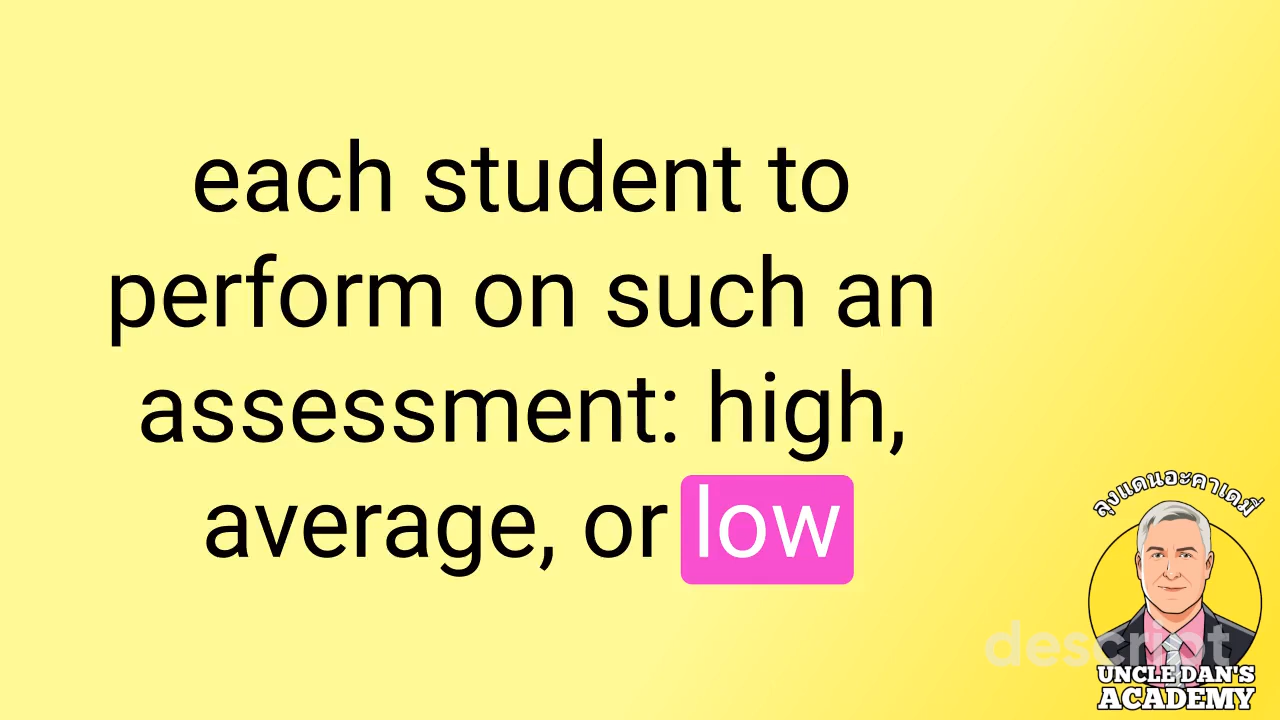 each student to
perform on such an
assessment: high,
average, or low
ลุงแดนอะคาเดมี่
descript
UNCLE DAN'S
ACADEMY